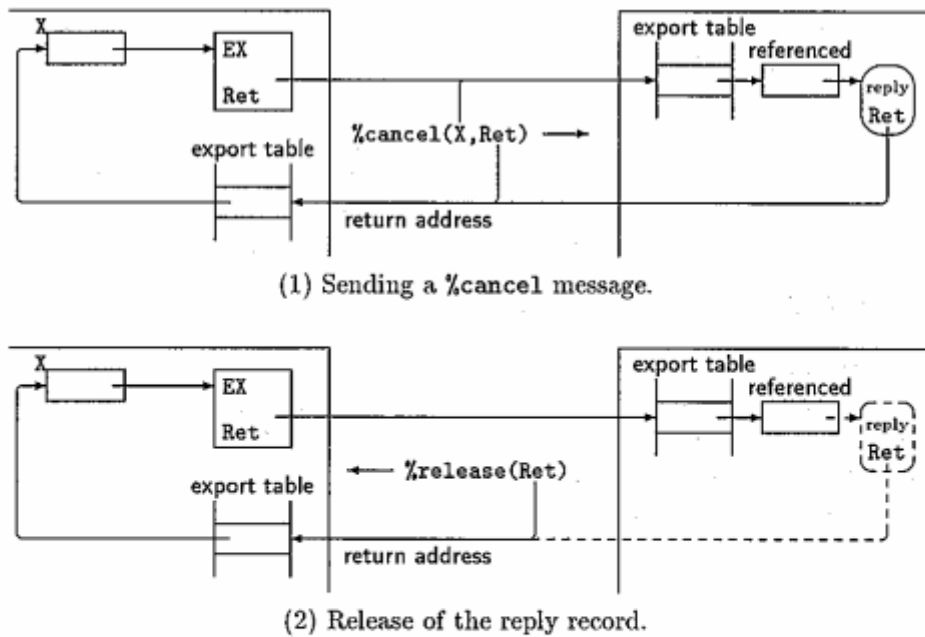 X
EX
Ret
export table
%cancel(X,Ret)
return address
export table
referenced
reply
Ret
(1) Sending a %cancel message.
X
EX
Ret
export table
%release(Ret)
return address
export table
referenced
reply
Ret
(2) Release of the reply record.